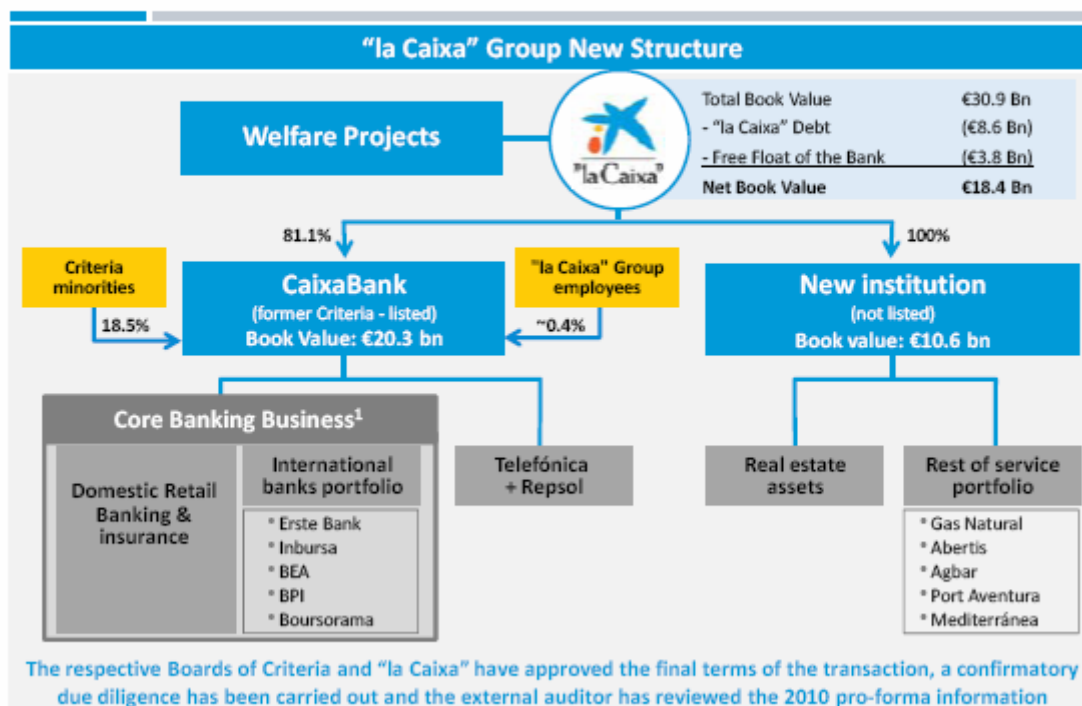 “la Caixa” Group New Structure
Welfare Projects
"la Caixa"
Total Book Value €30.9 Bn
- “la Caixa” Debt (€8.6 Bn)
- Free Float of the Bank (€3.8 Bn)
Net Book Value €18.4 Bn
81.1%
100%
Criteria
minorities
18.5%
CaixaBank
(former Criteria - listed)
Book Value: €20.3 bn
"la Caixa" Group
employees
~0.4%
New institution
(not listed)
Book value: €10.6 bn
Core Banking Business¹
Domestic Retail
Banking &
insurance
International
banks portfolio
* Erste Bank
* Inbursa
* BEA
* BPI
* Boursorama
Telefónica
+ Repsol
Real estate
assets
Rest of service
portfolio
* Gas Natural
* Abertis
* Agbar
* Port Aventura
* Mediterránea
The respective Boards of Criteria and “la Caixa” have approved the final terms of the transaction, a confirmatory
due diligence has been carried out and the external auditor has reviewed the 2010 pro-forma information